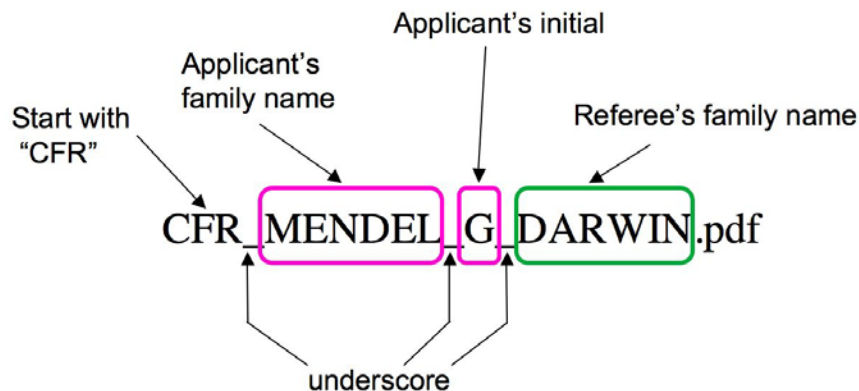 Applicant’s initial
Applicant’s
family name
Start with
“CFR”
Referee’s family name
CFR_MENDEL_G_DARWIN.pdf
underscore